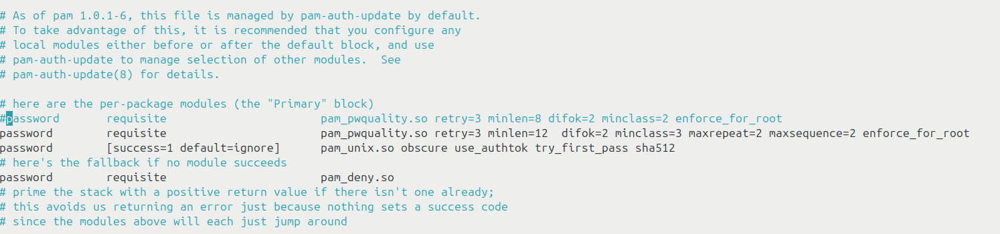 # As of pam 1.0.1-6, this file is managed by pam-auth-update by default.
# To take advantage of this, it is recommended that you configure any
# local modules either before or after the default block, and use
# pam-auth-update to manage selection of other modules.  See
# pam-auth-update(8) for details.

# here are the per-package modules (the "Primary" block)
#password       requisite                       pam_pwquality.so retry=3 minlen=8 difok=2 minclass=2 enforce_for_root
password        requisite                       pam_pwquality.so retry=3 minlen=12  difok=2 minclass=3 maxrepeat=2 maxsequence=2 enforce_for_root
password        [success=1 default=ignore]      pam_unix.so obscure use_authtok try_first_pass sha512
# here's the fallback if no module succeeds
password        requisite                       pam_deny.so
# prime the stack with a positive return value if there isn't one already;
# this avoids us returning an error just because nothing sets a success code
# since the modules above will each just jump around